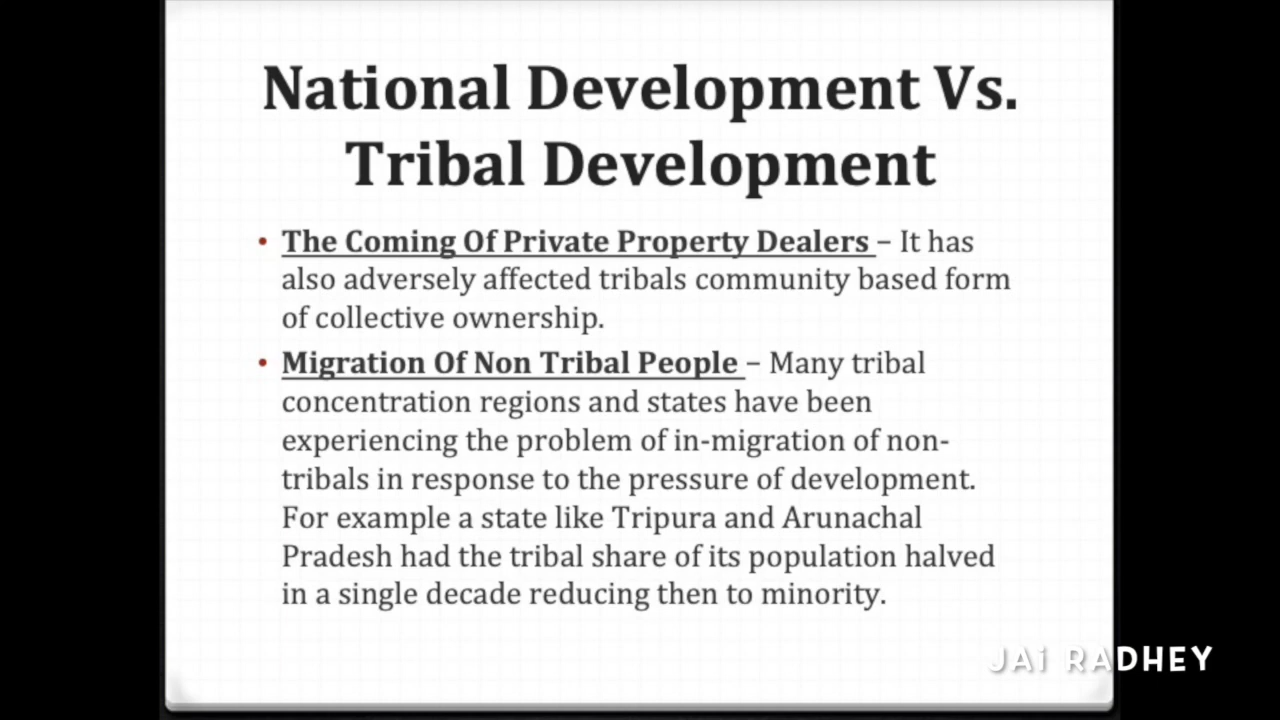 National Development Vs.
Tribal Development
• The Coming Of Private Property Dealers – It has
also adversely affected tribals community based form
of collective ownership.
• Migration Of Non Tribal People – Many tribal
concentration regions and states have been
experiencing the problem of in-migration of non-
tribals in response to the pressure of development.
For example a state like Tripura and Arunachal
Pradesh had the tribal share of its population halved
in a single decade reducing then to minority.
JAi RADHEY